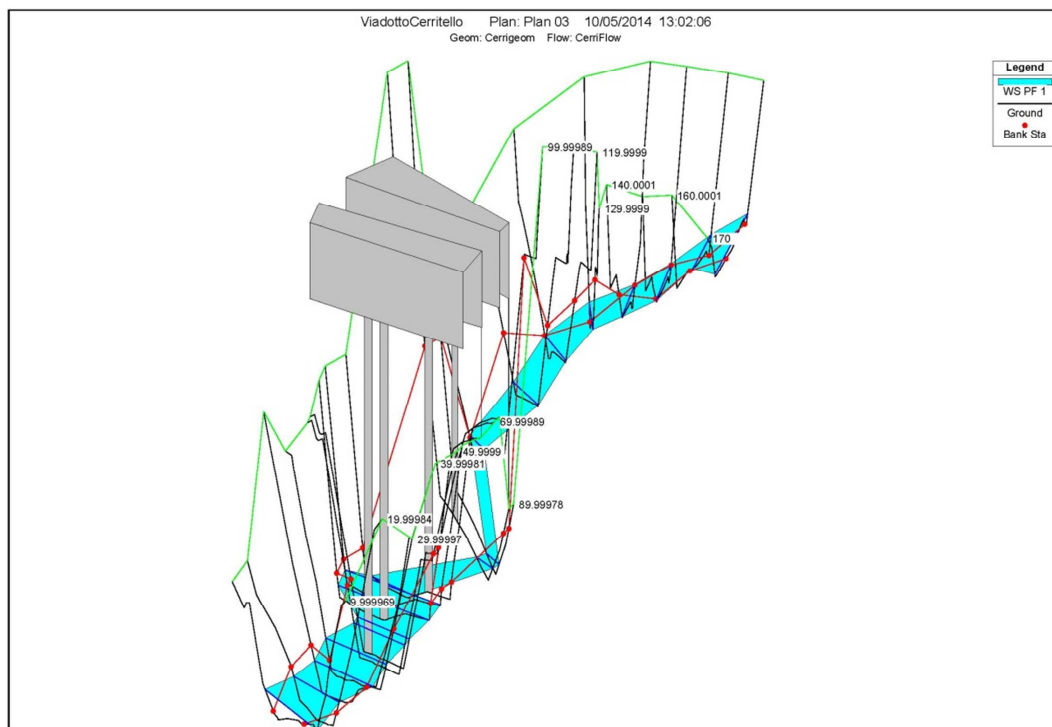 ViadottoCerritello Plan: Plan 03 10/05/2014 13:02:06
Geom: Cerrigeom Flow: CerriFlow
Legend
WS PF 1
Ground
Bank Sta
99.99989
119.9999
140.0001
160.0001
129.9999
170
69.99989
49.9999
39.99981
89.99978
19.99984
29.99997
9.999969